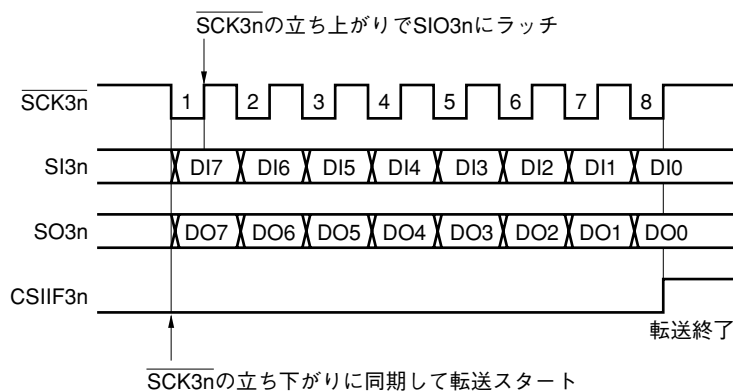 SCK3nの立ち上がりでSIO3nにラッチ
SCK3n 1 2 3 4 5 6 7 8
SI3n DI7 DI6 DI5 DI4 DI3 DI2 DI1 DI0
SO3n DO7 DO6 DO5 DO4 DO3 DO2 DO1 DO0
CSIIF3n
転送終了
SCK3nの立ち下がりに同期して転送スタート